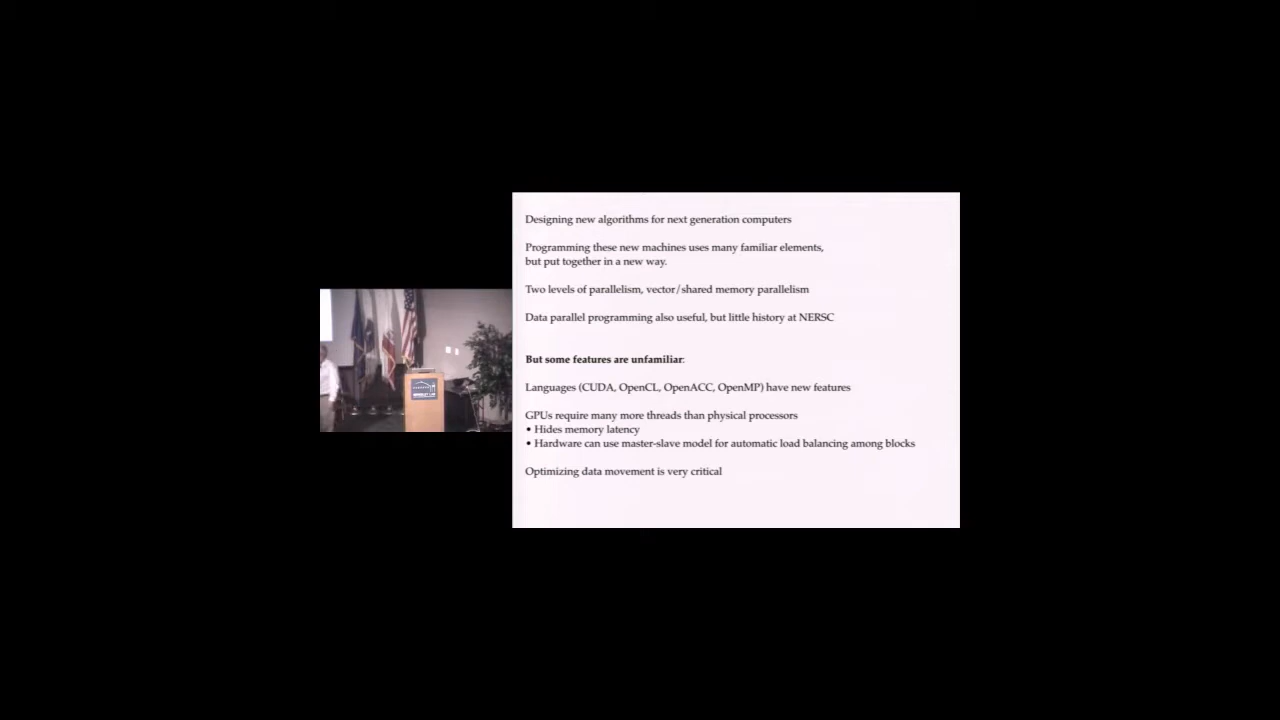 Designing new algorithms for next generation computers
Programming these new machines uses many familiar elements,
but put together in a new way.
Two levels of parallelism, vector/shared memory parallelism
Data parallel programming also useful, but little history at NERSC
But some features are unfamiliar:
Languages (CUDA, OpenCL, OpenACC, OpenMP) have new features
GPUs require many more threads than physical processors
• Hides memory latency
• Hardware can use master-slave model for automatic load balancing among blocks
Optimizing data movement is very critical